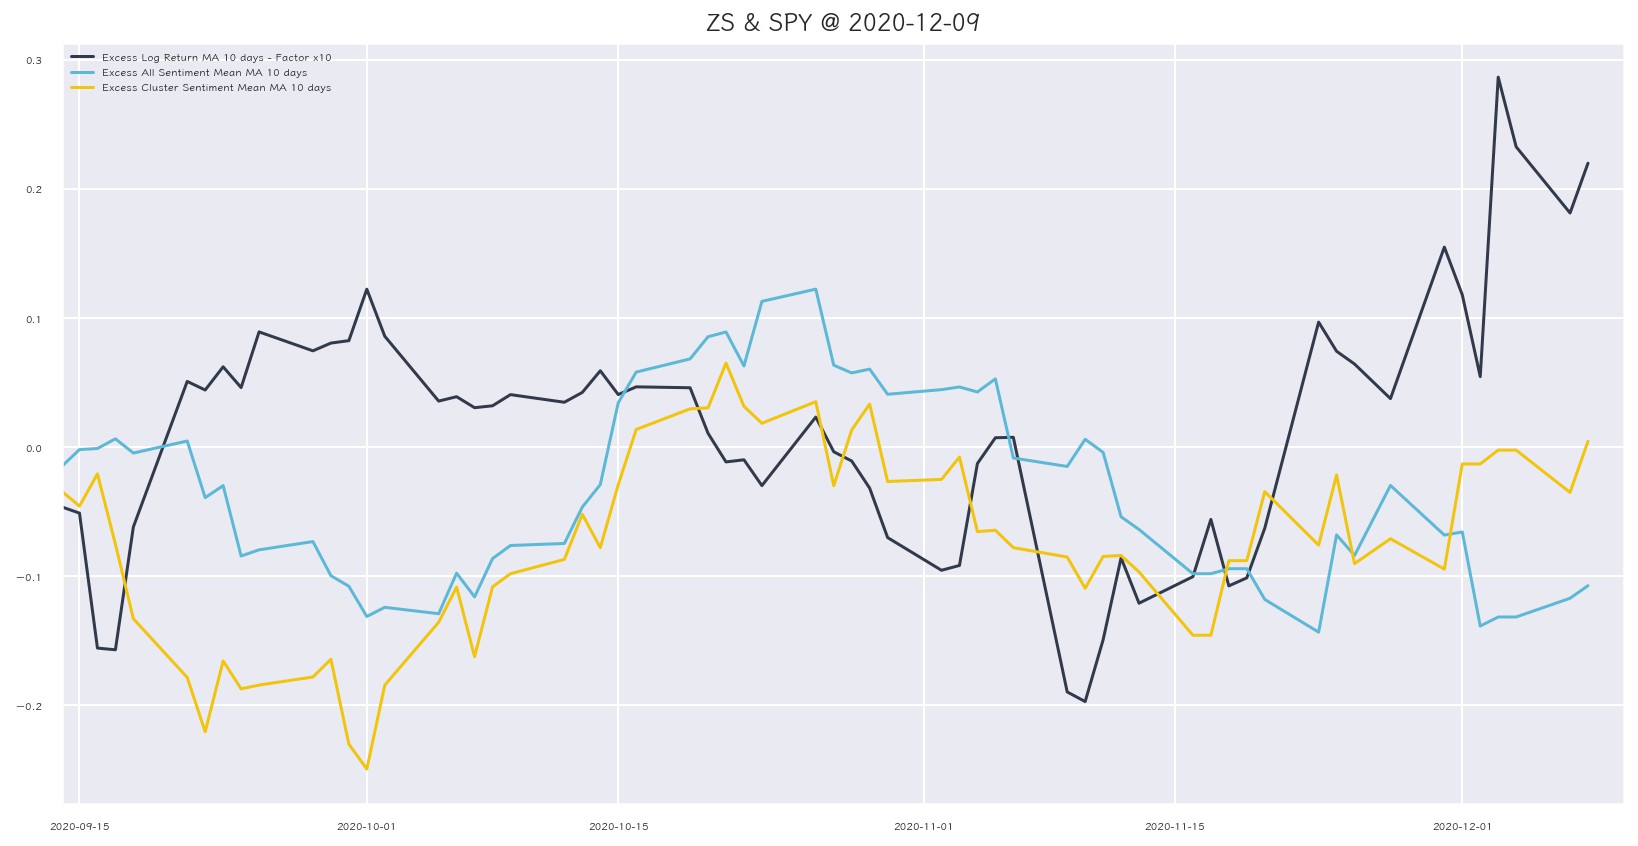 ZS & SPY @ 2020-12-09
Excess Log Return MA 10 days - Factor x10
Excess All Sentiment Mean MA 10 days
Excess Cluster Sentiment Mean MA 10 days
0.3
0.2
0.1
0.0
−0.1
−0.2
2020-09-15 2020-10-01 2020-10-15 2020-11-01 2020-11-15 2020-12-01